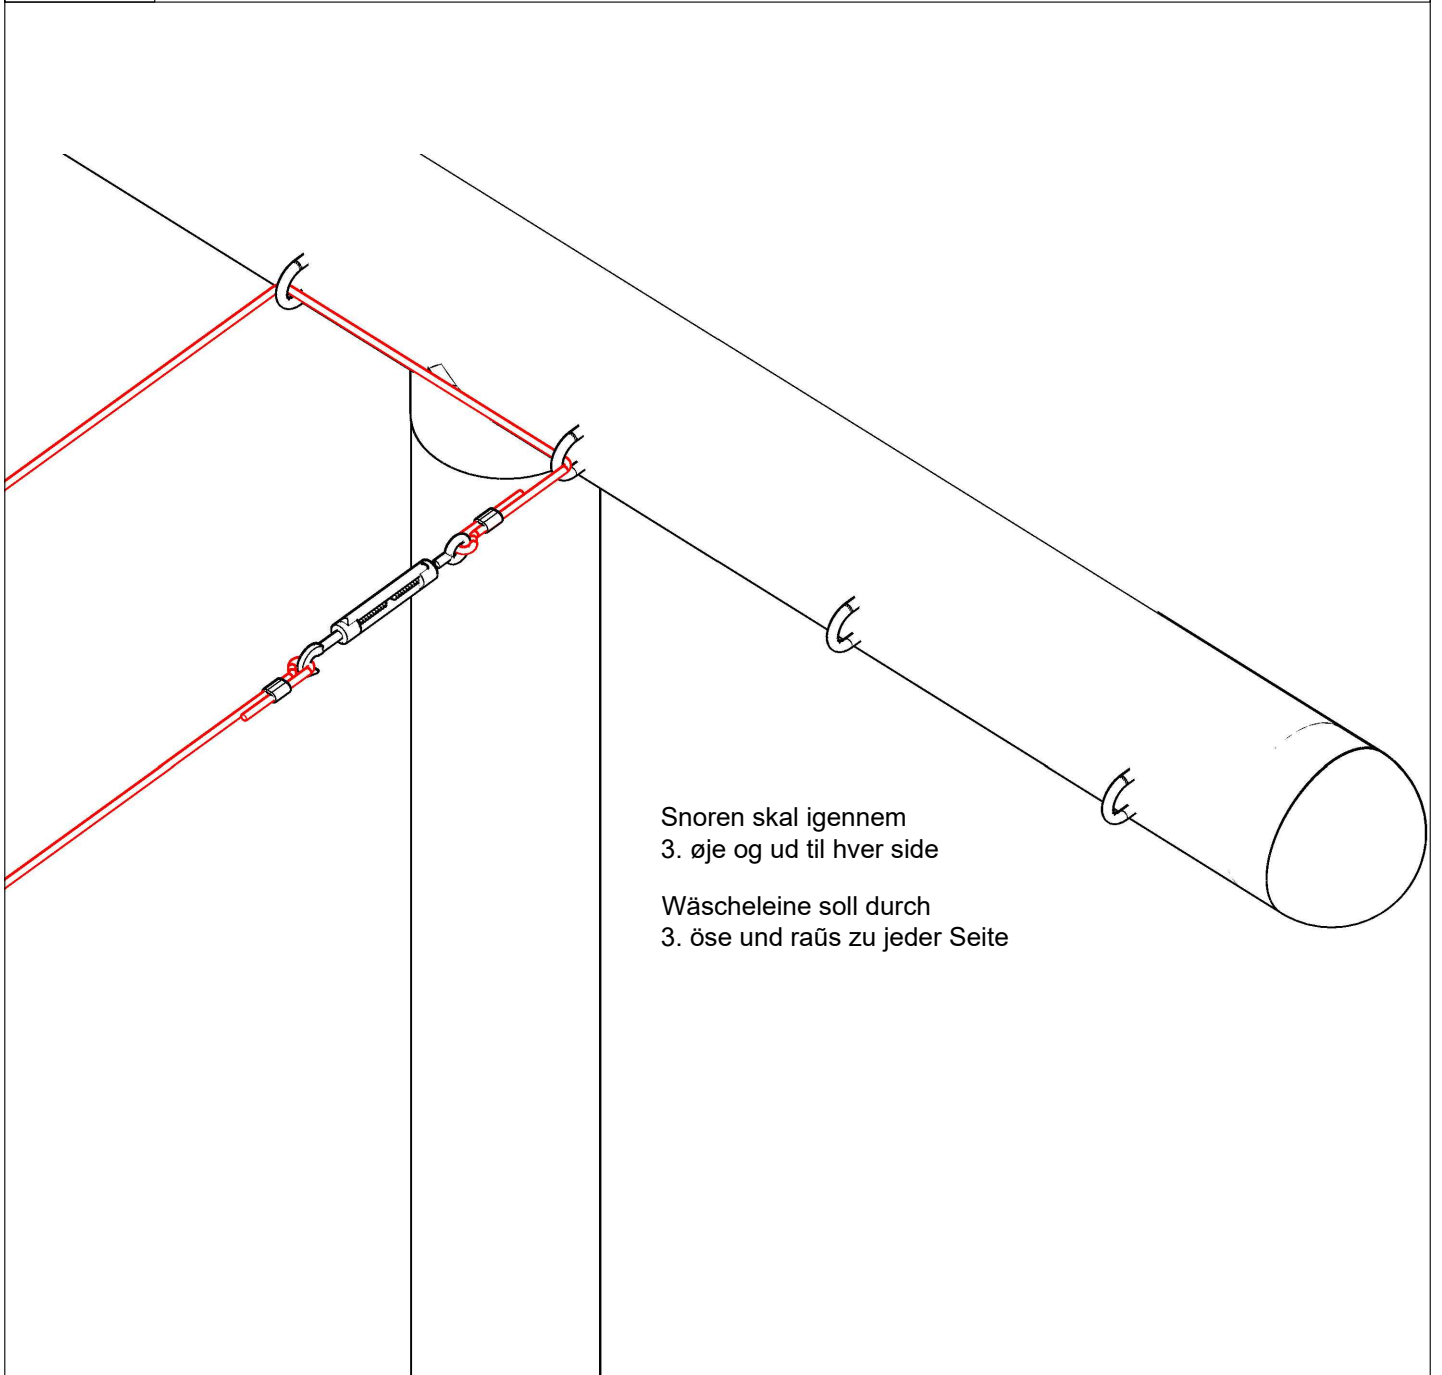 Snoren skal igennem
3. øje og ud til hver side
Wäscheleine soll durch
3. öse und raũs zu jeder Seite